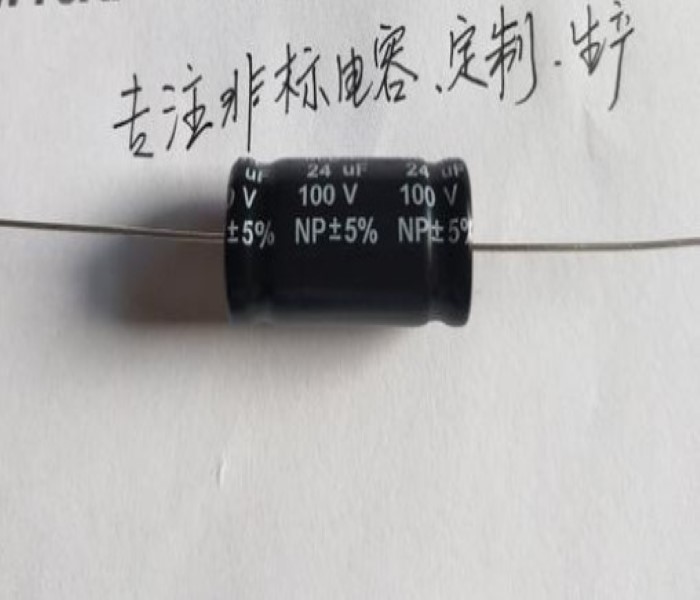 专注非标电容、定制.生产
uF 24 uF 24 uF
V 100 V 100 V
±5% NP±5% NP±5%